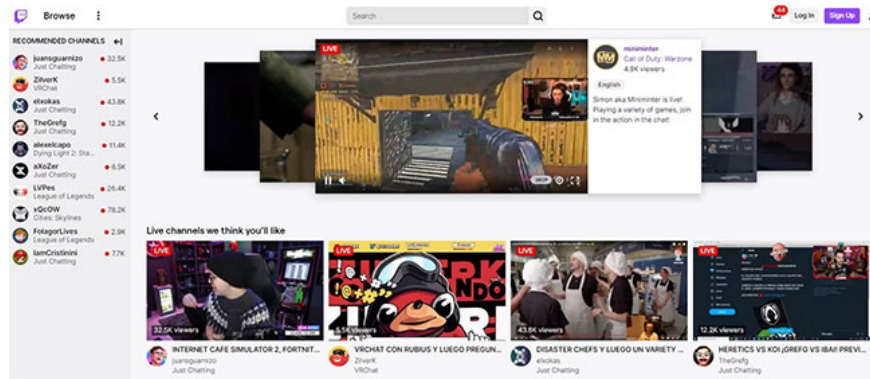 Browse
Search
44
Log In
Sign Up
RECOMMENDED CHANNELS
juansguarnizo
32.5K
Just Chatting
ZilverK
5.5K
VRChat
elxokas
43.8K
Just Chatting
TheGrefg
12.2K
Just Chatting
alexelcapo
11.4K
Dying Light 2: Sta...
aXoZer
6.5K
Just Chatting
LVPes
26.4K
League of Legends
xQcOW
78.2K
Cities: Skylines
FolagorLives
2.9K
League of Legends
IamCristinini
7.7K
Just Chatting
LIVE
miniminter
Call of Duty: Warzone
4.8K viewers
English
Simon aka Miniminter is live!
Playing a variety of games, join
in the action in the chat!
Live channels we think you'll like
LIVE
32.5K viewers
INTERNET CAFE SIMULATOR 2, FORTNIT...
juansguarnizo
Just Chatting
LIVE
5.5K viewers
VRCHAT CON RUBIUS Y LUEGO PREGUN...
ZilverK
VRChat
LIVE
43.8K viewers
DISASTER CHEFS Y LUEGO UN VARIETY ...
elxokas
Just Chatting
LIVE
12.2K viewers
HERETICS VS KOI ¡GREFG VS IBAI! PREVI...
TheGrefg
Just Chatting